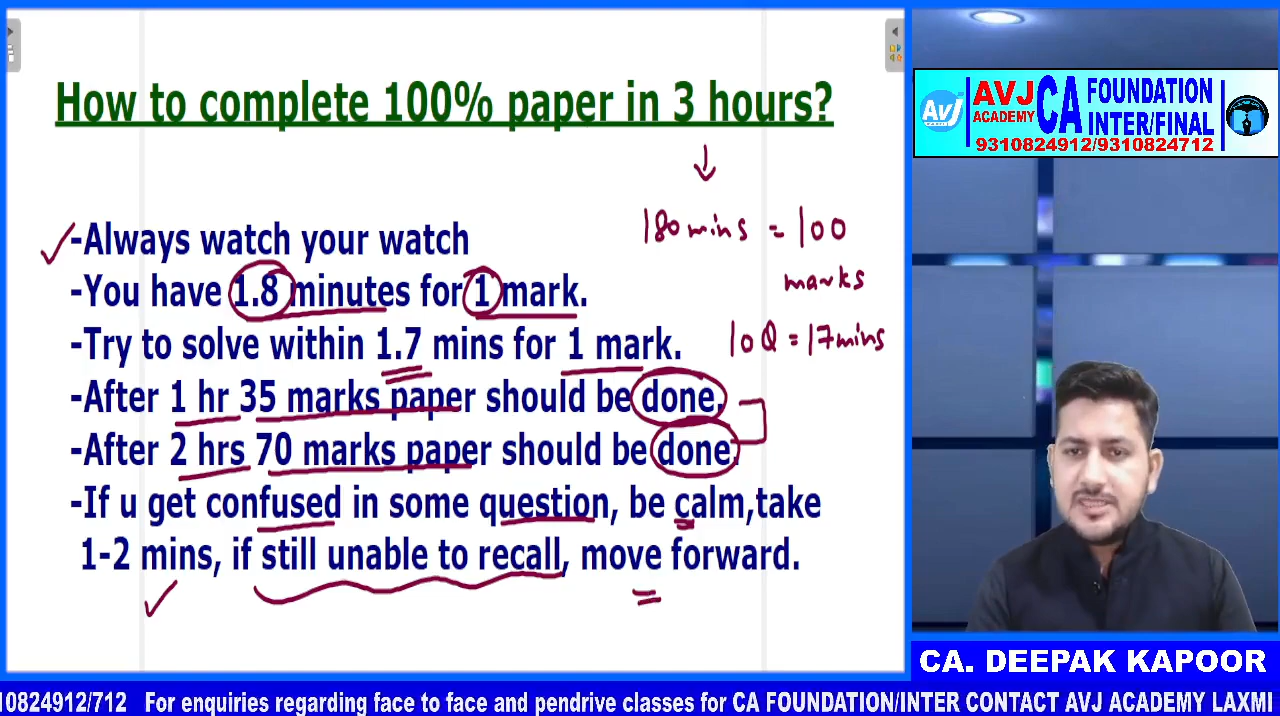 How to complete 100% paper in 3 hours?
-Always watch your watch
180 mins = 100
marks
-You have 1.8 minutes for 1 mark.
-Try to solve within 1.7 mins for 1 mark.
10Q = 17mins
-After 1 hr 35 marks paper should be done.
-After 2 hrs 70 marks paper should be done.
-If u get confused in some question, be calm,take
1-2 mins, if still unable to recall, move forward.
AVJ
AVJ ACADEMY
CA FOUNDATION
INTER/FINAL
9310824912/9310824712
CA. DEEPAK KAPOOR
10824912/712 For enquiries regarding face to face and pendrive classes for CA FOUNDATION/INTER CONTACT AVJ ACADEMY LAXMI